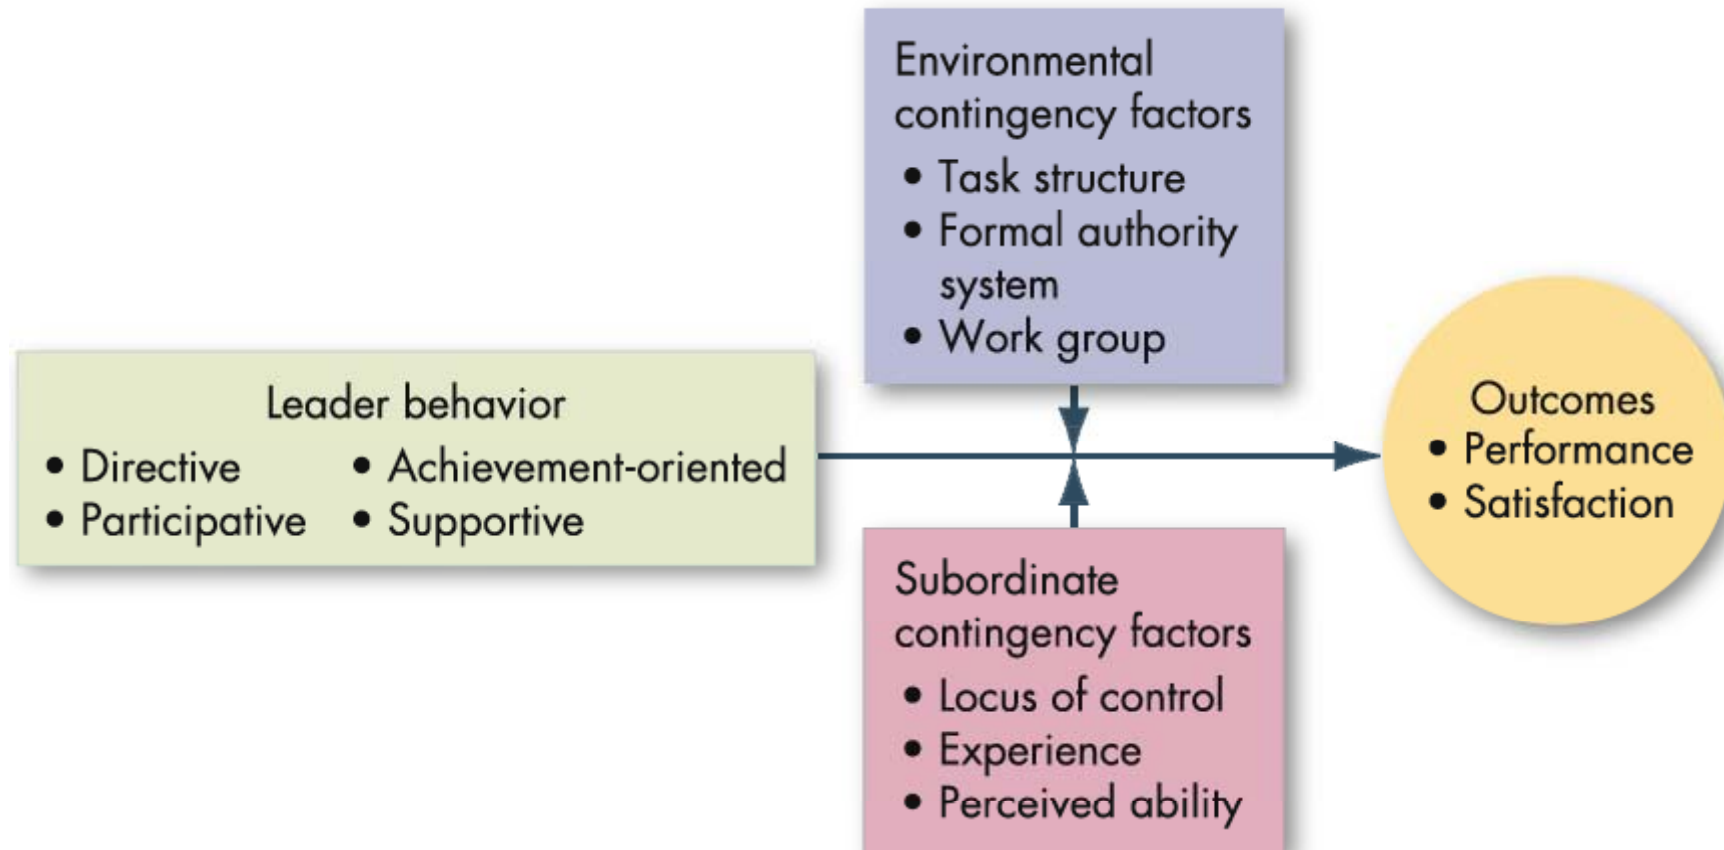 Environmental
contingency factors
• Task structure
• Formal authority
system
• Work group
Leader behavior
• Directive
• Achievement-oriented
• Participative
• Supportive
Outcomes
• Performance
• Satisfaction
Subordinate
contingency factors
• Locus of control
• Experience
• Perceived ability